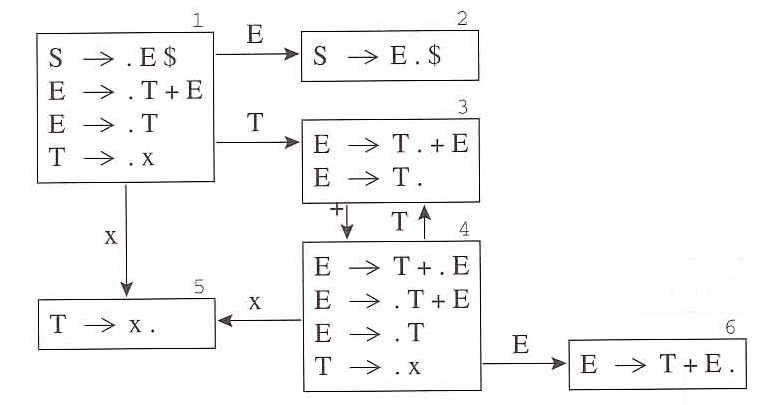 1
S → .E$
E → .T+E
E → .T
T → .x
E
2
S → E.$
T
3
E → T.+E
E → T.
x
+
T
4
E → T+.E
E → .T+E
E → .T
T → .x
x
5
T → x.
E
6
E → T+E.